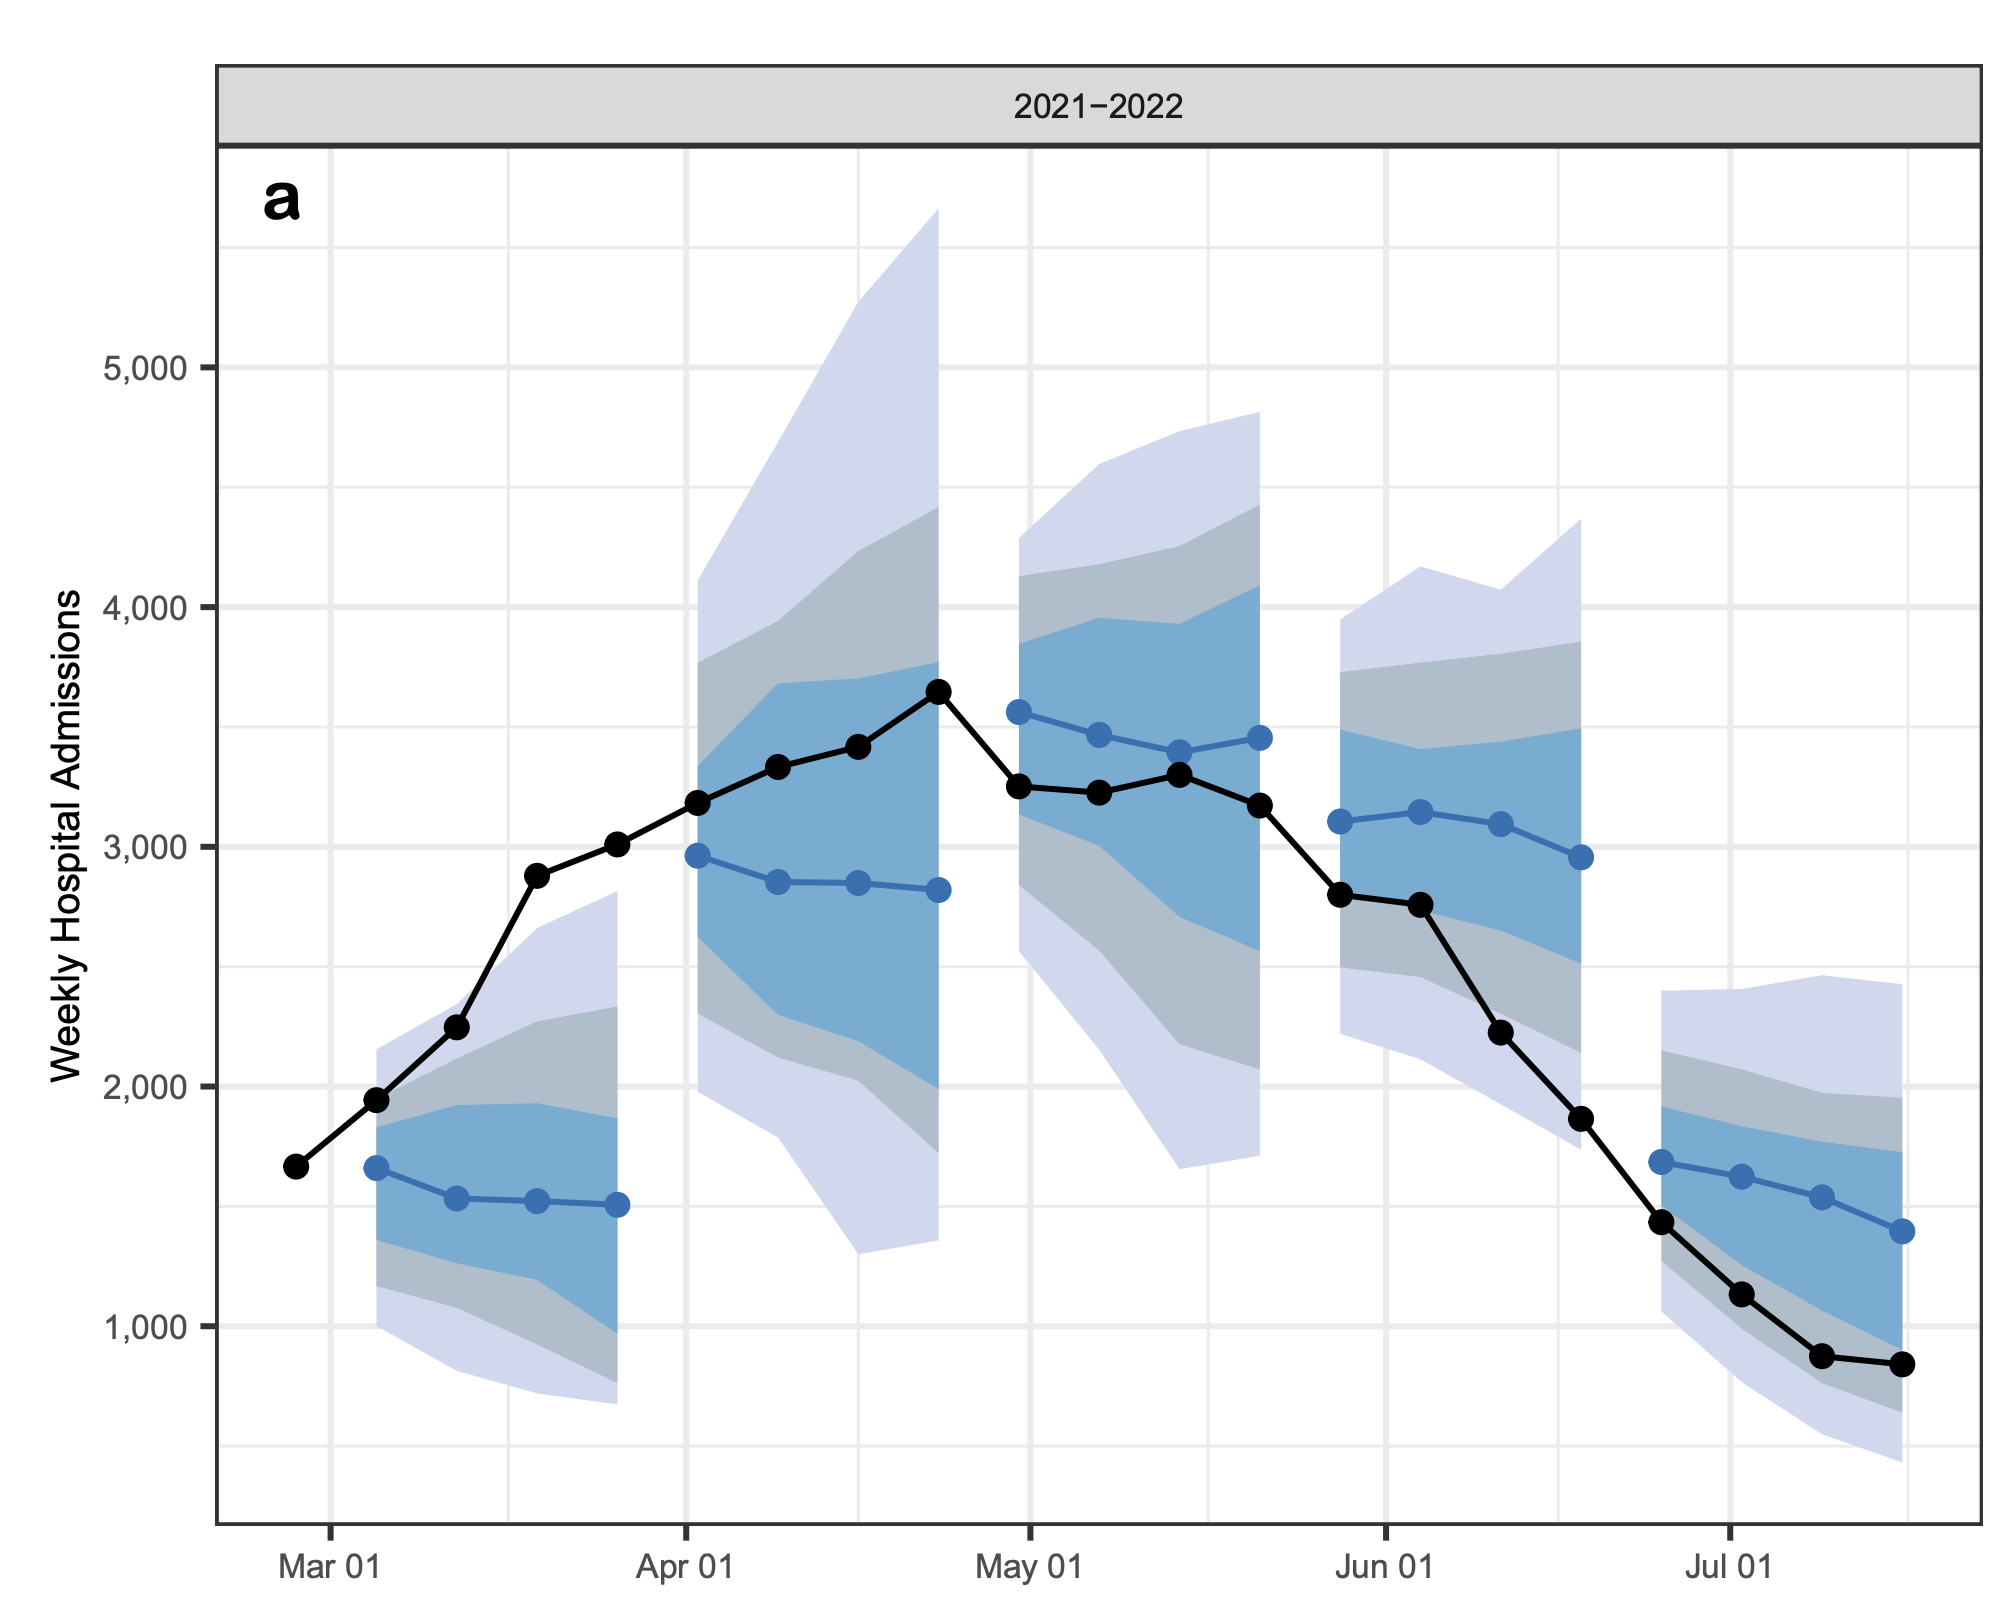 2021−2022
a
5,000
4,000
3,000
2,000
1,000
Weekly Hospital Admissions
Mar 01
Apr 01
May 01
Jun 01
Jul 01